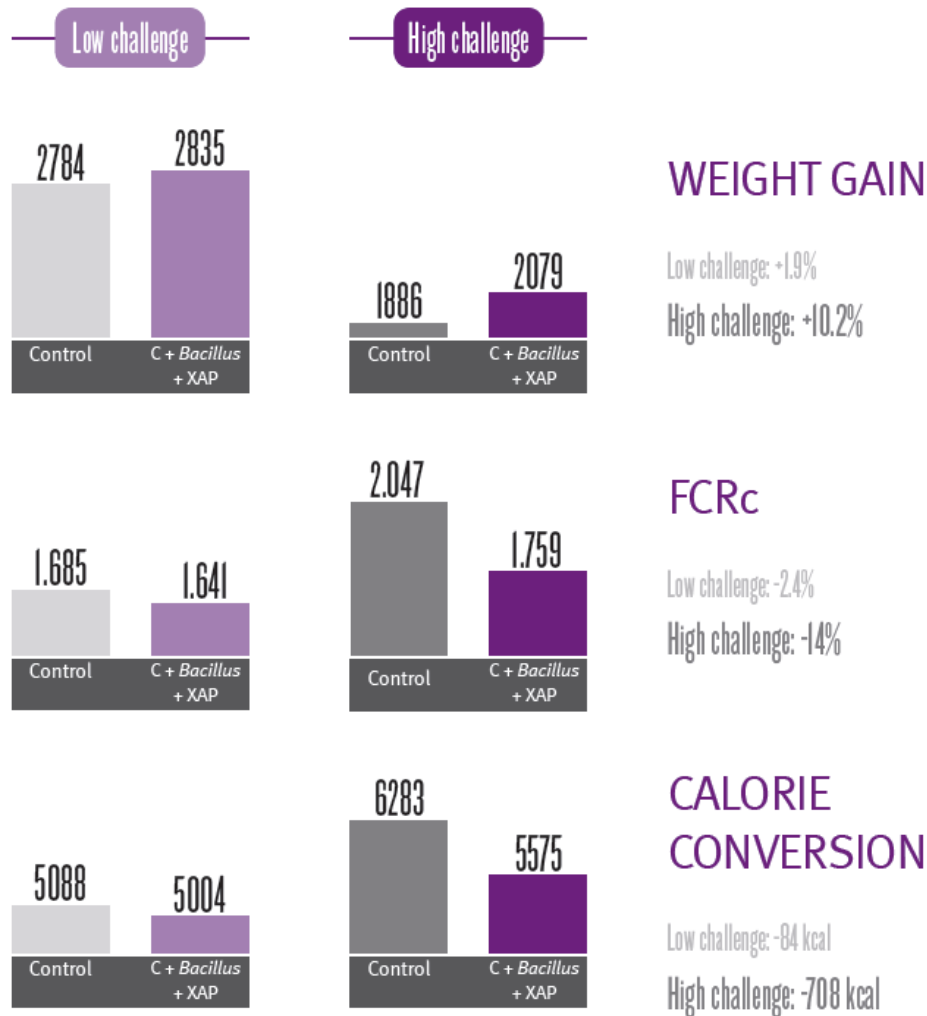 Low challenge
High challenge
2784
2835
Control
C + Bacillus
+ XAP
1886
2079
Control
C + Bacillus
+ XAP
WEIGHT GAIN
Low challenge: +1.9%
High challenge: +10.2%
1.685
1.641
Control
C + Bacillus
+ XAP
2.047
1.759
Control
C + Bacillus
+ XAP
FCRc
Low challenge: -2.4%
High challenge: -14%
5088
5004
Control
C + Bacillus
+ XAP
6283
5575
Control
C + Bacillus
+ XAP
CALORIE
CONVERSION
Low challenge: -84 kcal
High challenge: -708 kcal